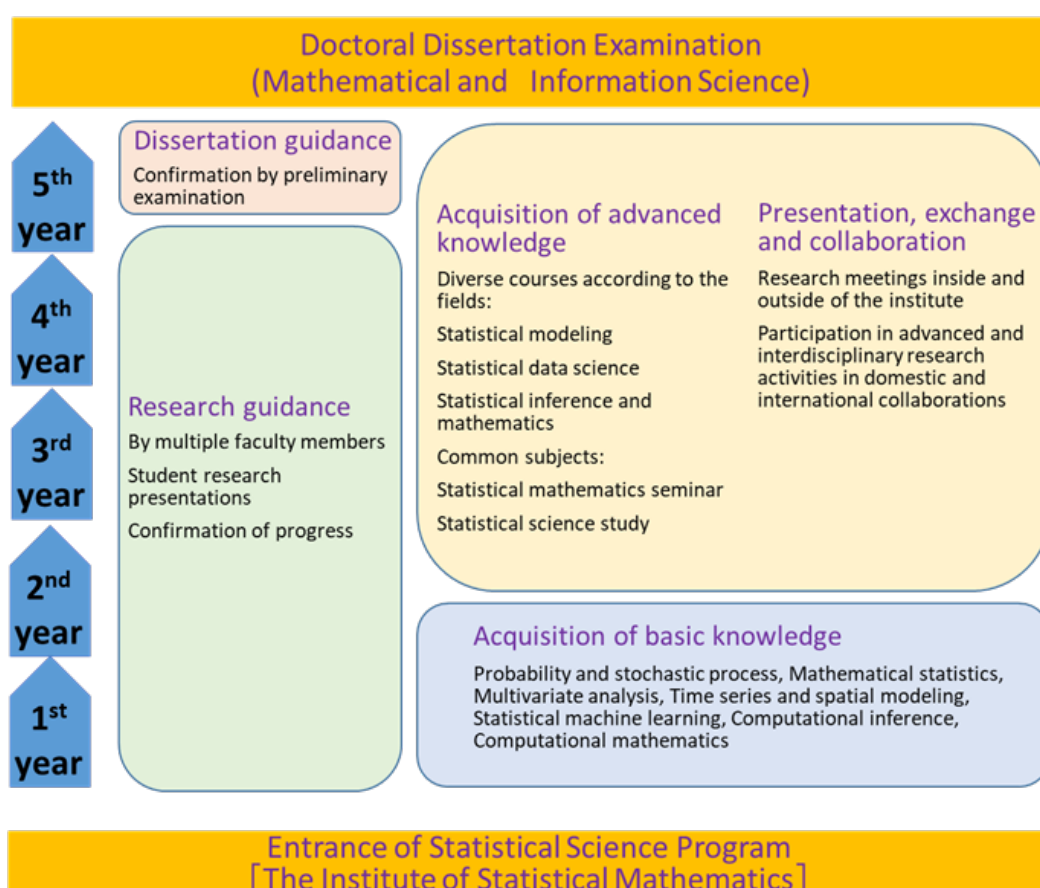 Doctoral Dissertation Examination
(Mathematical and Information Science)
5th
year
4th
year
3rd
year
2nd
year
1st
year
Dissertation guidance
Confirmation by preliminary
examination
Research guidance
By multiple faculty members
Student research
presentations
Confirmation of progress
Acquisition of advanced
knowledge
Diverse courses according to the
fields:
Statistical modeling
Statistical data science
Statistical inference and
mathematics
Common subjects:
Statistical mathematics seminar
Statistical science study
Presentation, exchange
and collaboration
Research meetings inside and
outside of the institute
Participation in advanced and
interdisciplinary research
activities in domestic and
international collaborations
Acquisition of basic knowledge
Probability and stochastic process, Mathematical statistics,
Multivariate analysis, Time series and spatial modeling,
Statistical machine learning, Computational inference,
Computational mathematics
Entrance of Statistical Science Program
[The Institute of Statistical Mathematics]